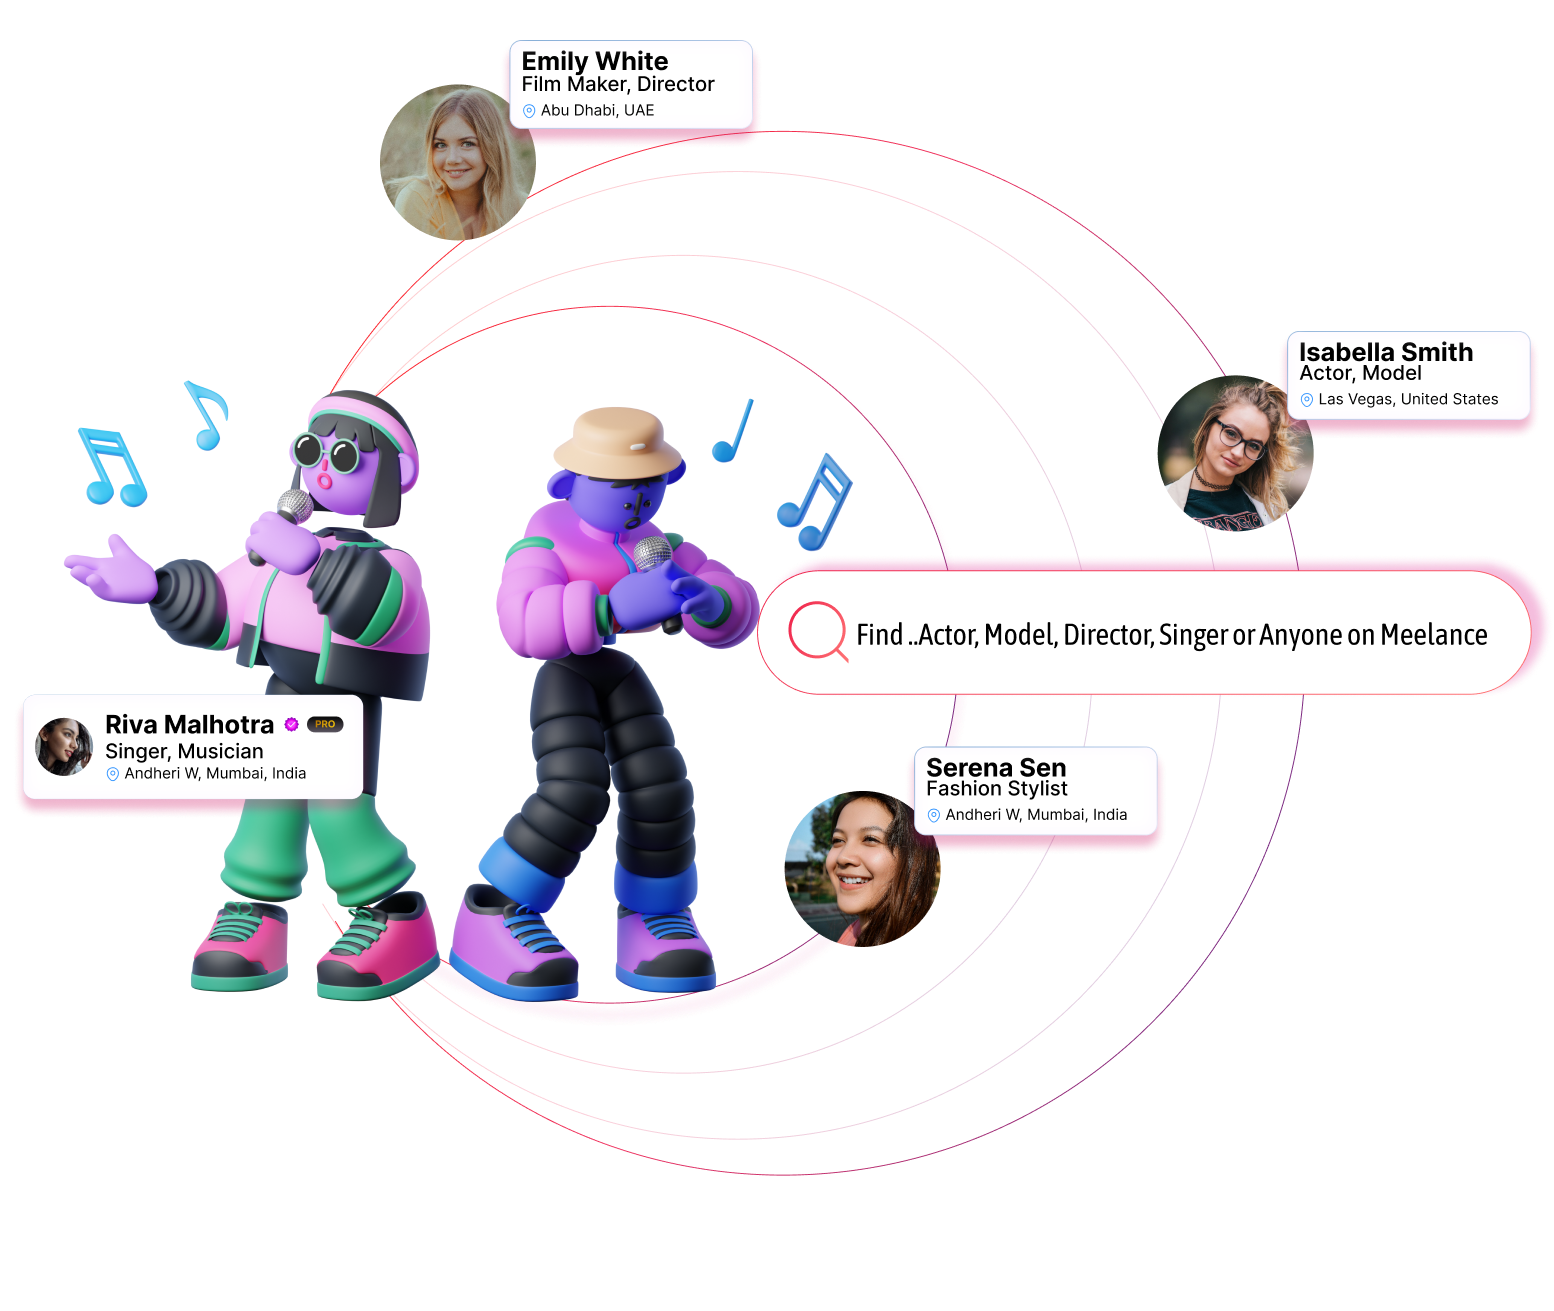 Emily White
Film Maker, Director
Abu Dhabi, UAE
Isabella Smith
Actor, Model
Las Vegas, United States
Find ..Actor, Model, Director, Singer or Anyone on Meelance
Riva Malhotra PRO
Singer, Musician
Andheri W, Mumbai, India
Serena Sen
Fashion Stylist
Andheri W, Mumbai, India